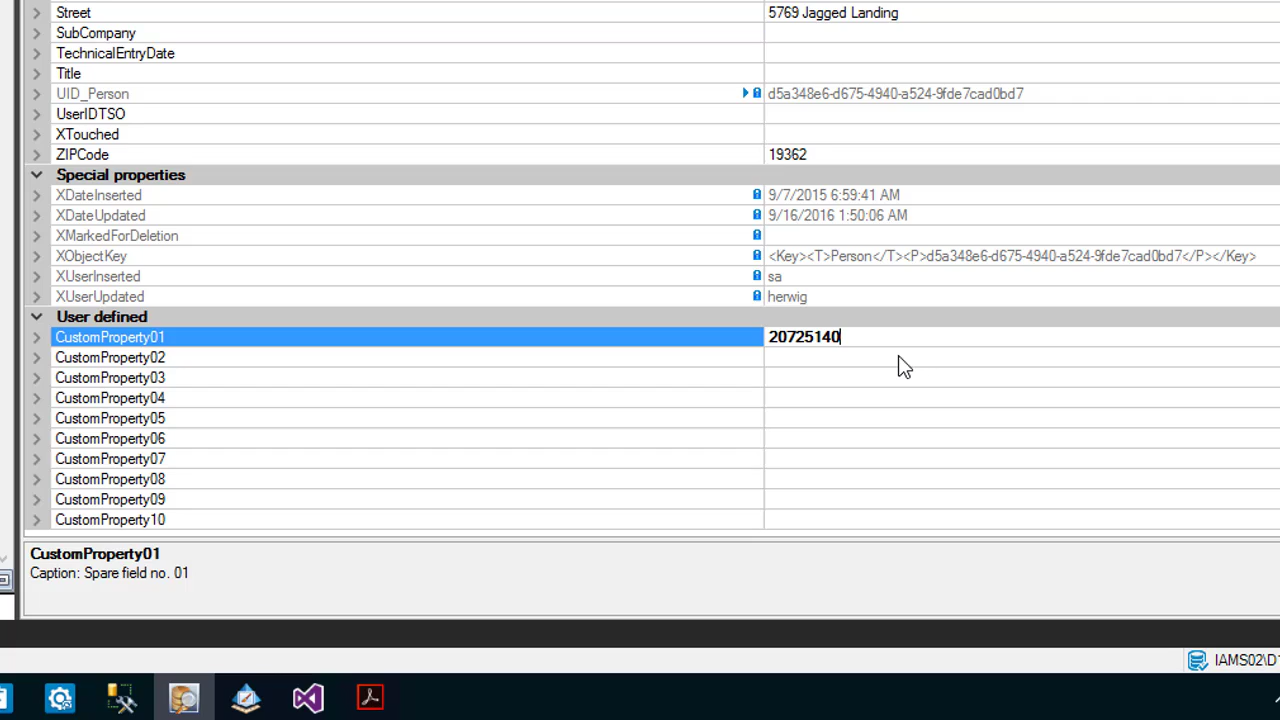 Street 5769 Jagged Landing
SubCompany
TechnicalEntryDate
Title
UID_Person d5a348e6-d675-4940-a524-9fde7cad0bd7
UserIDTSO
XTouched
ZIPCode 19362
Special properties
XDateInserted 9/7/2015 6:59:41 AM
XDateUpdated 9/16/2016 1:50:06 AM
XMarkedForDeletion
XObjectKey <Key><T>Person</T><P>d5a348e6-d675-4940-a524-9fde7cad0bd7</P></Key>
XUserInserted sa
XUserUpdated herwig
User defined
CustomProperty01 20725140
CustomProperty02
CustomProperty03
CustomProperty04
CustomProperty05
CustomProperty06
CustomProperty07
CustomProperty08
CustomProperty09
CustomProperty10
CustomProperty01
Caption: Spare field no. 01
IAMS02\D